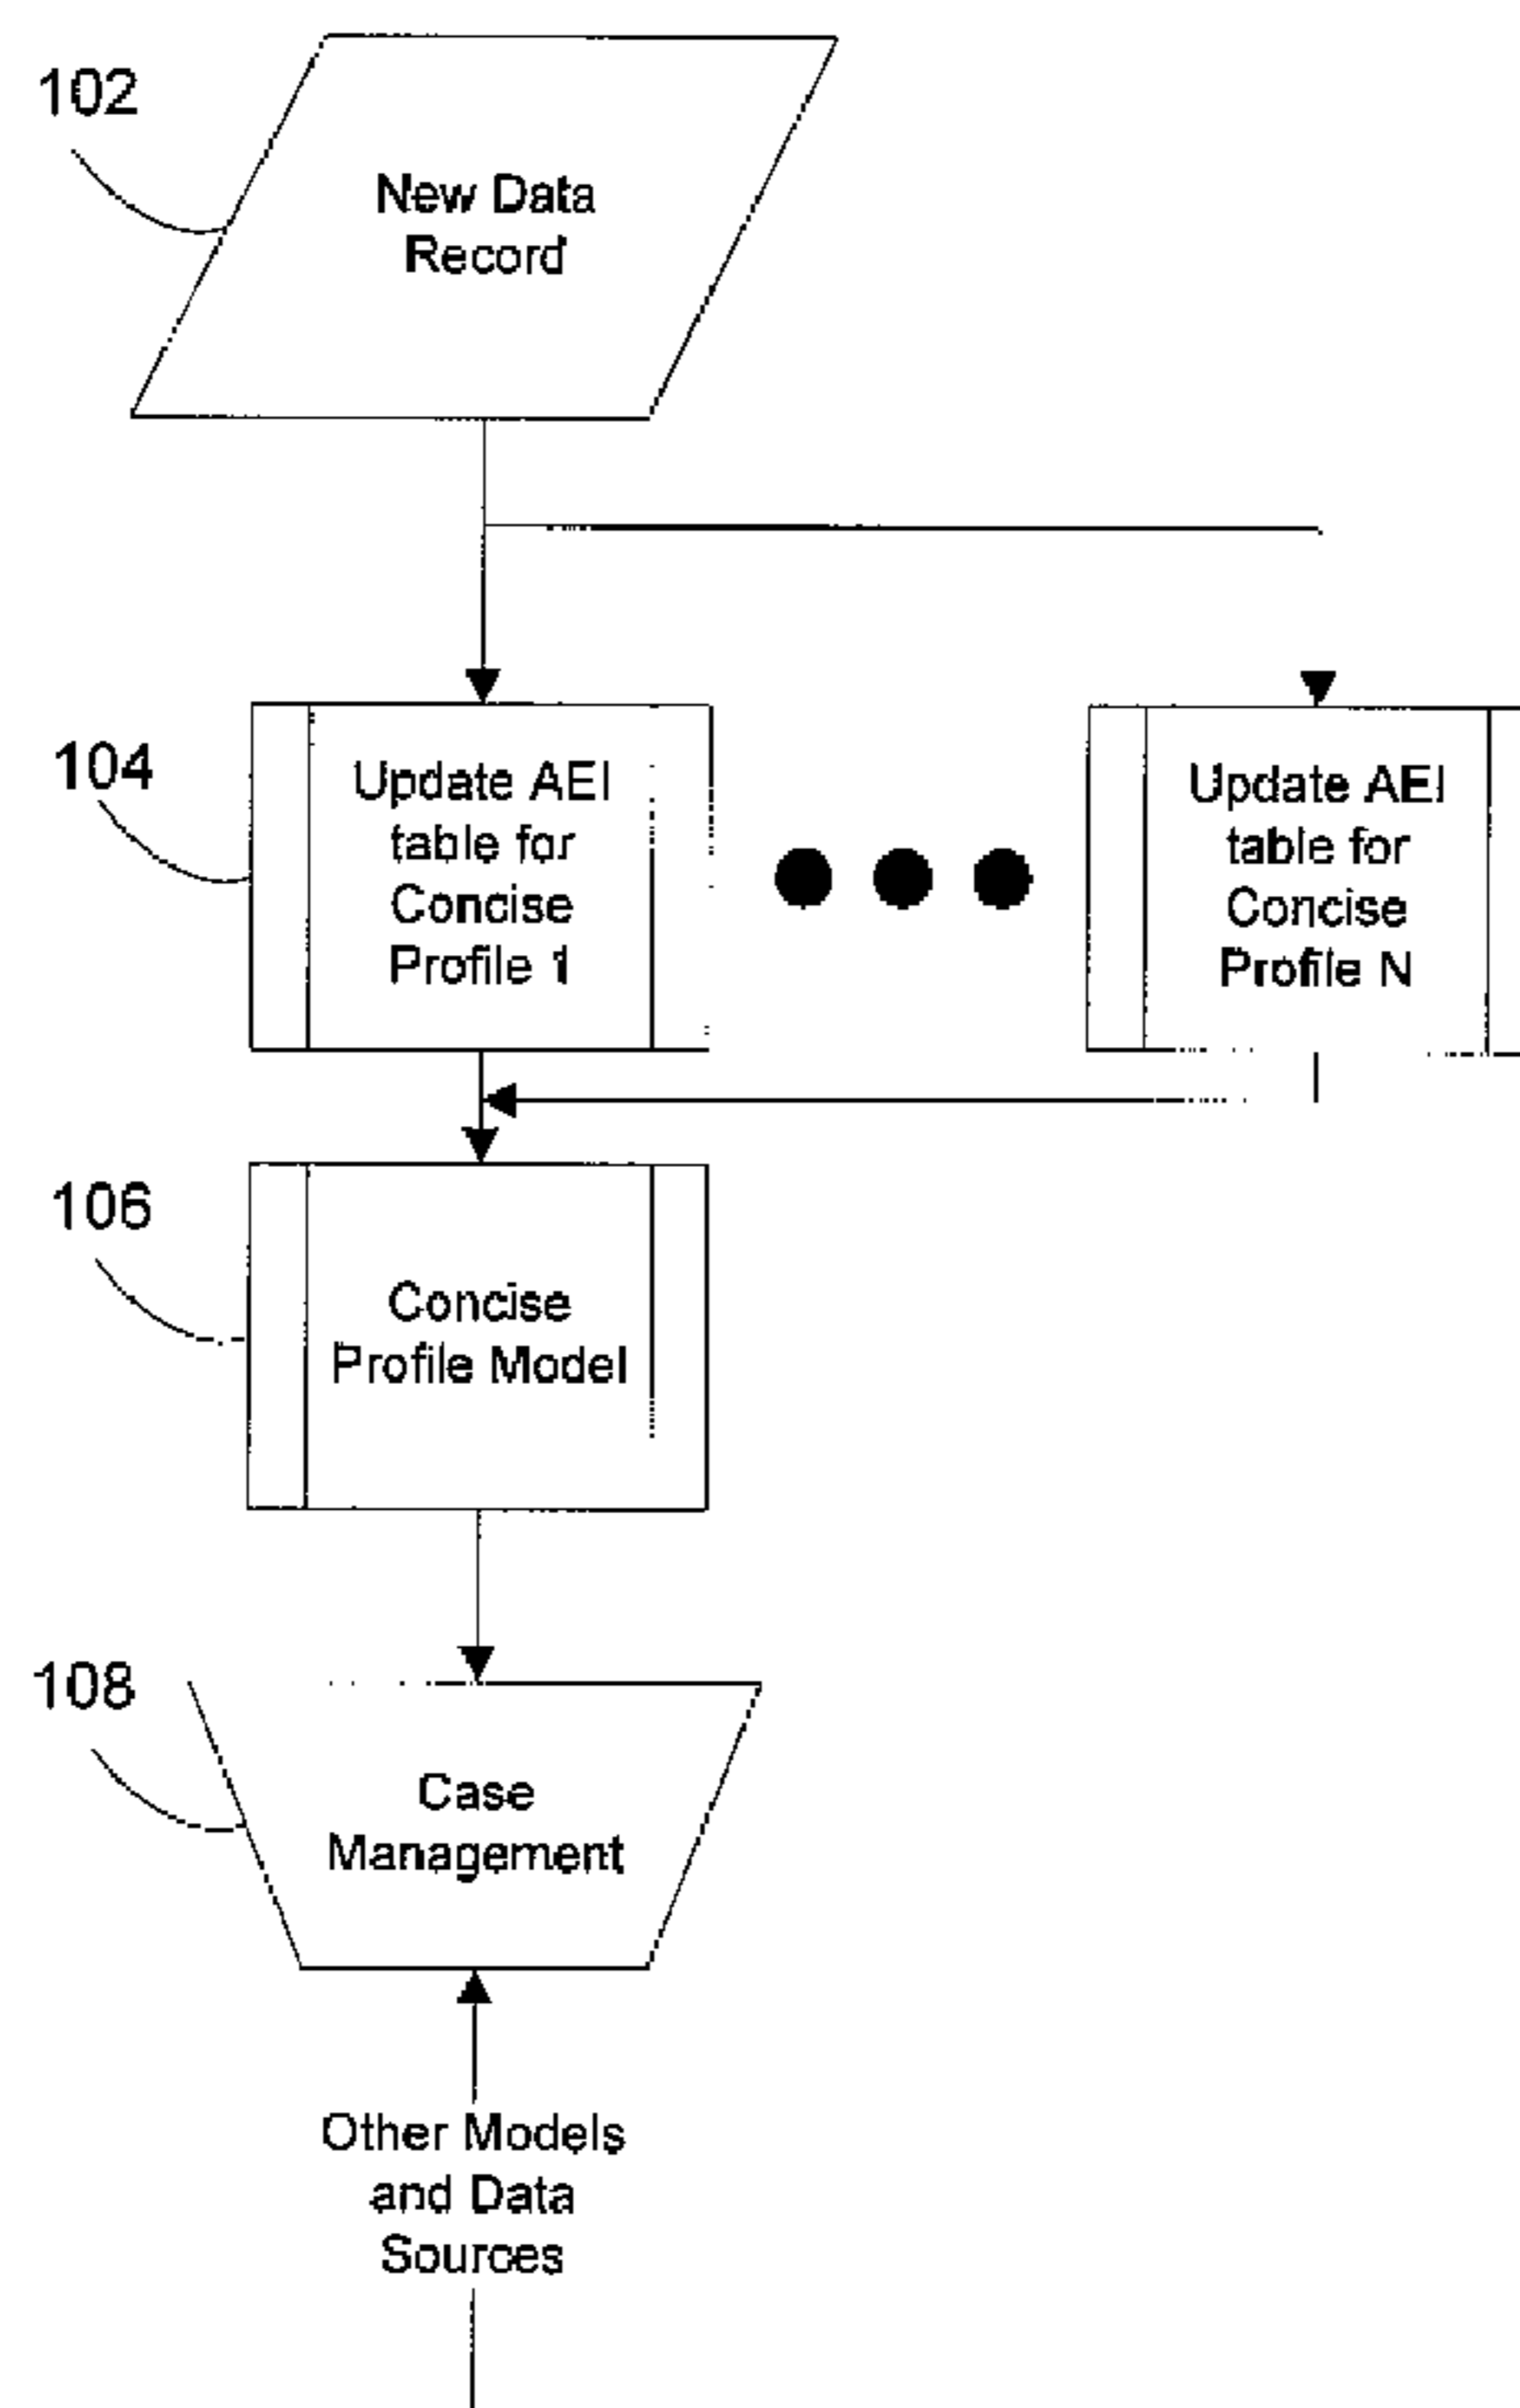 102
New Data
Record
104
Update AEI
table for
Concise
Profile 1
Update AEI
table for
Concise
Profile N
106
Concise
Profile Model
108
Case
Management
Other Models
and Data
Sources